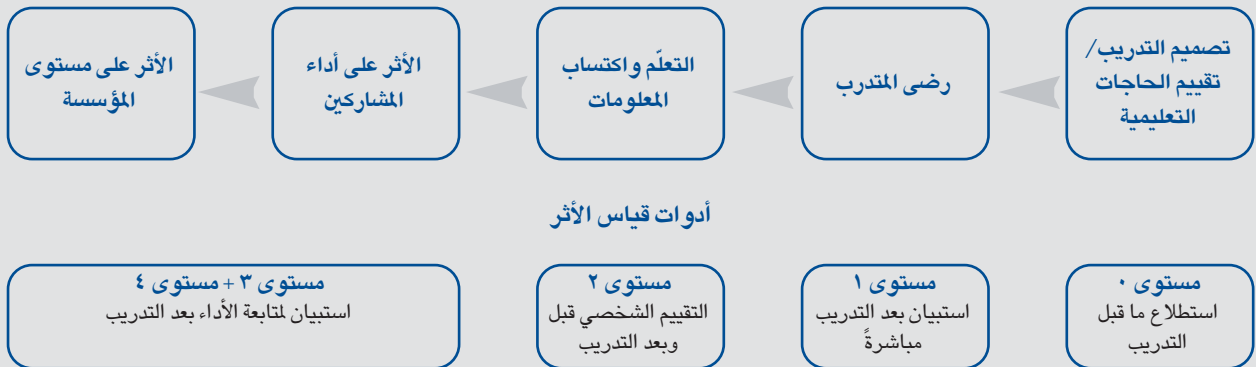 تصميم التدريب/
تقييم الحاجات
التعليمية
رضى المتدرب
التعلّم واكتساب
المعلومات
الأثر على أداء
المشاركين
الأثر على مستوى
المؤسسة
أدوات قياس الأثر
مستوى ٠
استطلاع ما قبل
التدريب
مستوى ١
استبيان بعد التدريب
مباشرةً
مستوى ٢
التقييم الشخصي قبل
وبعد التدريب
مستوى ٣ + مستوى ٤
استبيان لمتابعة الأداء بعد التدريب